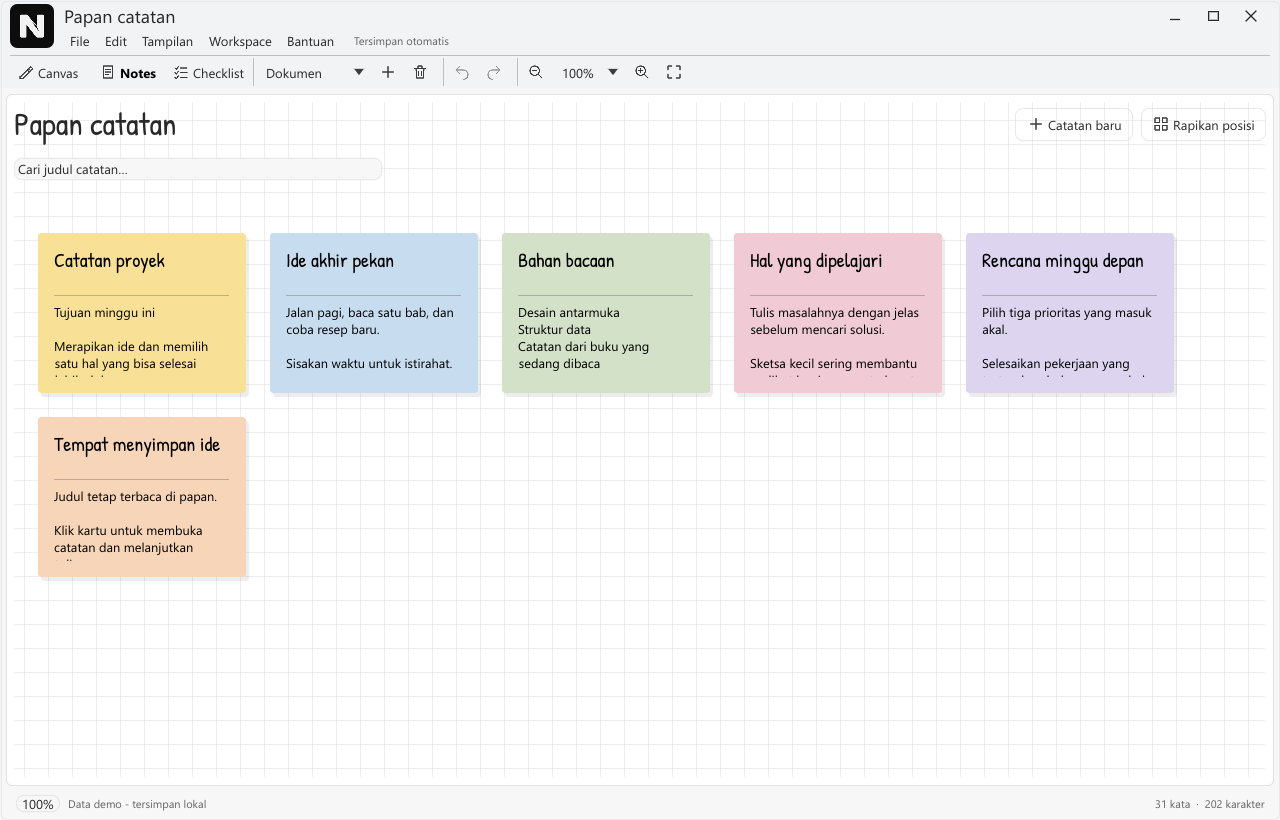 N
Papan catatan
File Edit Tampilan Workspace Bantuan Tersimpan otomatis
Canvas Notes Checklist Dokumen 100%
Papan catatan
Catatan baru Rapikan posisi
Cari judul catatan...
Catatan proyek
Tujuan minggu ini
Merapikan ide dan memilih
satu hal yang bisa selesai
Ide akhir pekan
Jalan pagi, baca satu bab, dan
coba resep baru.
Sisakan waktu untuk istirahat.
Bahan bacaan
Desain antarmuka
Struktur data
Catatan dari buku yang
sedang dibaca
Hal yang dipelajari
Tulis masalahnya dengan jelas
sebelum mencari solusi.
Sketsa kecil sering membantu
Rencana minggu depan
Pilih tiga prioritas yang masuk
akal.
Selesaikan pekerjaan yang
Tempat menyimpan ide
Judul tetap terbaca di papan.
Klik kartu untuk membuka
catatan dan melanjutkan
100% Data demo - tersimpan lokal
31 kata · 202 karakter